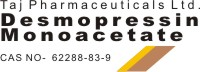 Taj Pharmaceuticals Ltd.
Desmopressin
Monoacetate
CAS NO- 62288-83-9